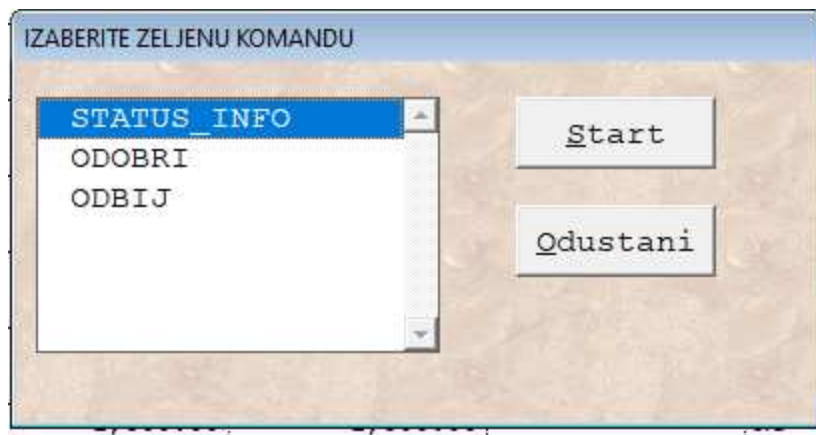 IZABERITE ZELJENU KOMANDU
STATUS_INFO
ODOBRI
ODBIJ
Start
Odustani